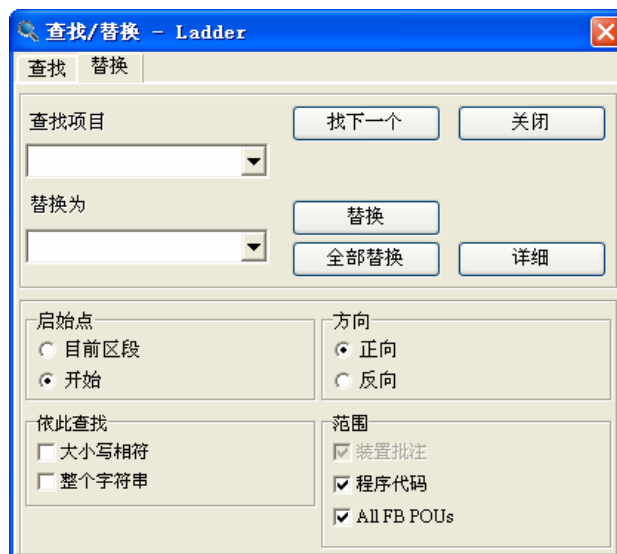 查找/替换 - Ladder
查找 替换
查找项目 找下一个 关闭
替换为 替换
全部替换 详细
启始点 方向
目前区段 正向
开始 反向
依此查找 范围
大小写相符 装置批注
整个字符串 程序代码
All FB POUs